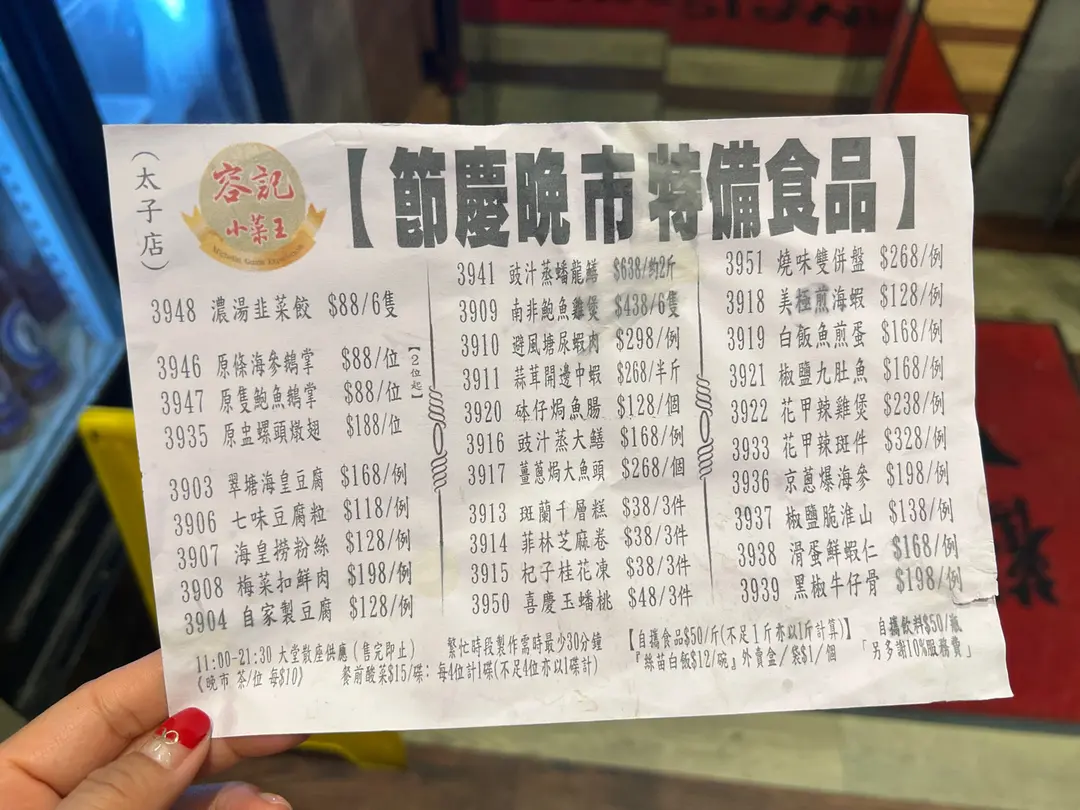 (太子店)
容記
小菜王
Michelin Guide
【節慶晚市特備食品】
3948 濃湯韭菜餃 $88/6隻
3946 原條海參鵝掌 $88/位
3947 原隻鮑魚鵝掌 $88/位
【2位起】
3935 原盅螺頭燉翅 $188/位
3903 翠塘海皇豆腐 $168/例
3906 七味豆腐粒 $118/例
3907 海皇撈粉絲 $128/例
3908 梅菜扣鮮肉 $198/例
3904 自家製豆腐 $128/例
3941 豉汁蒸蟠龍鱔 $638/約2斤
3909 南非鮑魚雞煲 $438/6隻
3910 避風塘尿蝦肉 $298/例
3911 蒜茸開邊中蝦 $268/半斤
3920 砵仔焗魚腸 $128/個
3916 豉汁蒸大鱔 $168/例
3917 薑蔥焗大魚頭 $268/個
3913 斑蘭千層糕 $38/3件
3914 菲林芝麻卷 $38/3件
3915 杞子桂花凍 $38/3件
3950 喜慶玉蟠桃 $48/3件
3951 燒味雙併盤 $268/例
3918 美極煎海蝦 $128/例
3919 白飯魚煎蛋 $168/例
3921 椒鹽九肚魚 $168/例
3922 花甲辣雞煲 $238/例
3933 花甲辣斑件 $328/例
3936 京蔥爆海參 $198/例
3937 椒鹽脆淮山 $138/例
3938 滑蛋鮮蝦仁 $168/例
3939 黑椒牛仔骨 $198/例
11:00-21:30 大堂散座供應(售完即止)
《晚市 茶/位 每$10》
繁忙時段製作需時最少30分鐘
餐前酸菜$15/碟：每4位計1碟(不足4位亦以1碟計)
【自攜食品$50/斤(不足1斤亦以1斤計算)】
『絲苗白飯$12/碗』外賣盒/袋$1/個
自攜飲料$50/瓶
「另多謝10%服務費」